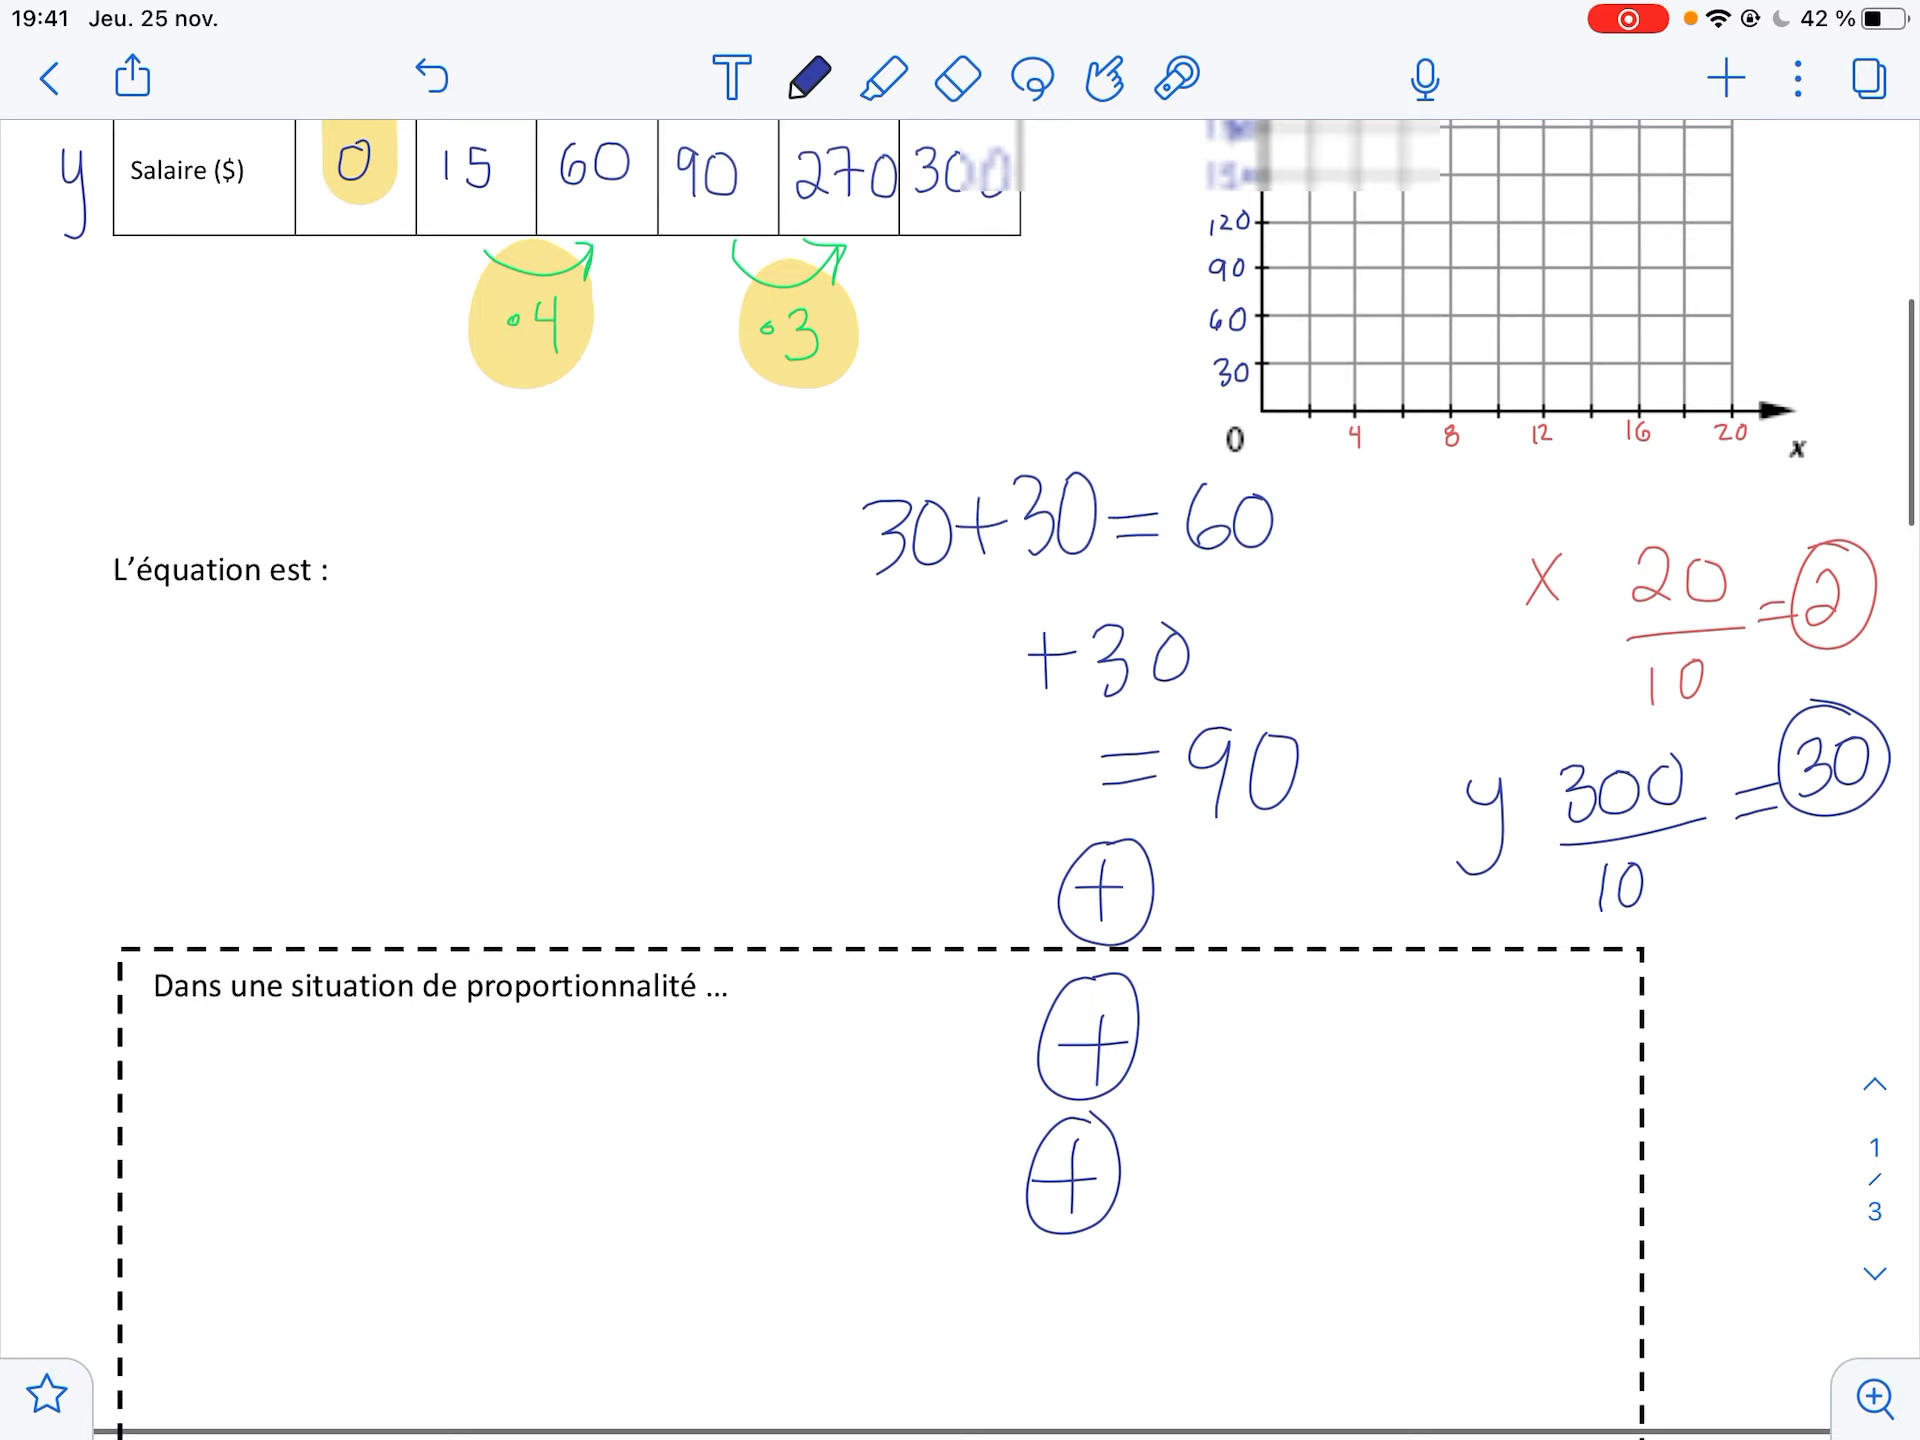 19:41 Jeu. 25 nov.
42 %
T
y Salaire ($) 0 15 60 90 270 300
120
90
60
30
0 4 8 12 16 20 x
•4 •3
30+30=60
L’équation est :
x 20/10 = 2
+30
= 90
y 300/10 = 30
+
Dans une situation de proportionnalité ...
+
+
1
/
3